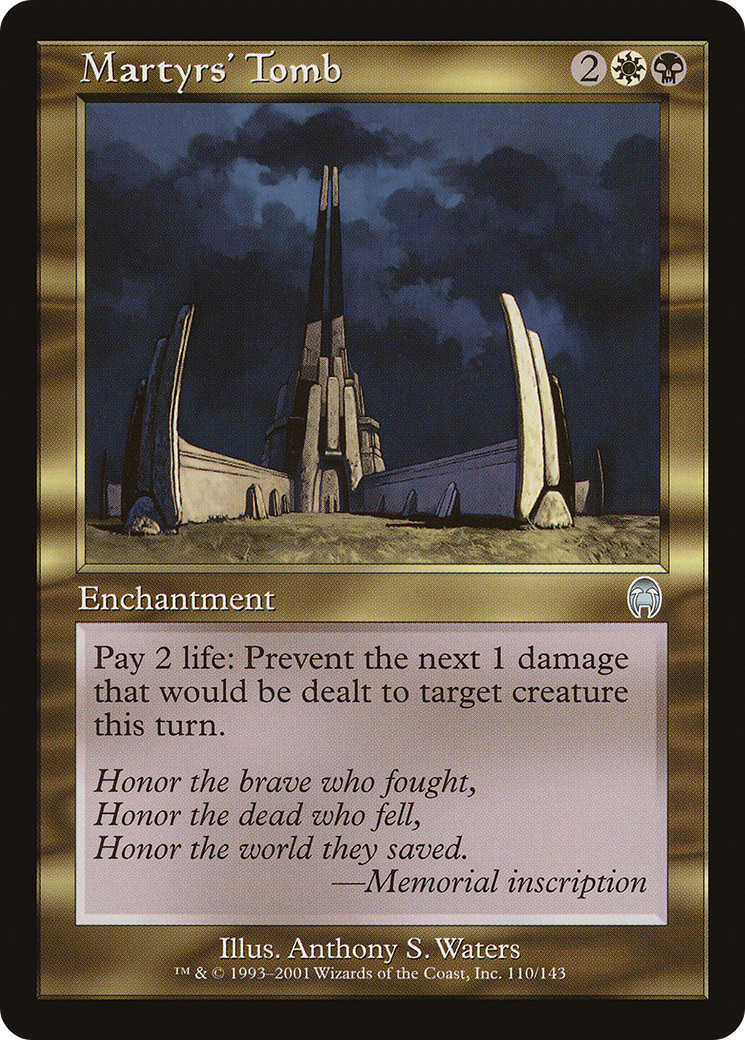 Martyrs' Tomb
2
Enchantment
Pay 2 life: Prevent the next 1 damage
that would be dealt to target creature
this turn.
Honor the brave who fought,
Honor the dead who fell,
Honor the world they saved.
—Memorial inscription
Illus. Anthony S. Waters
™ & © 1993–2001 Wizards of the Coast, Inc. 110/143